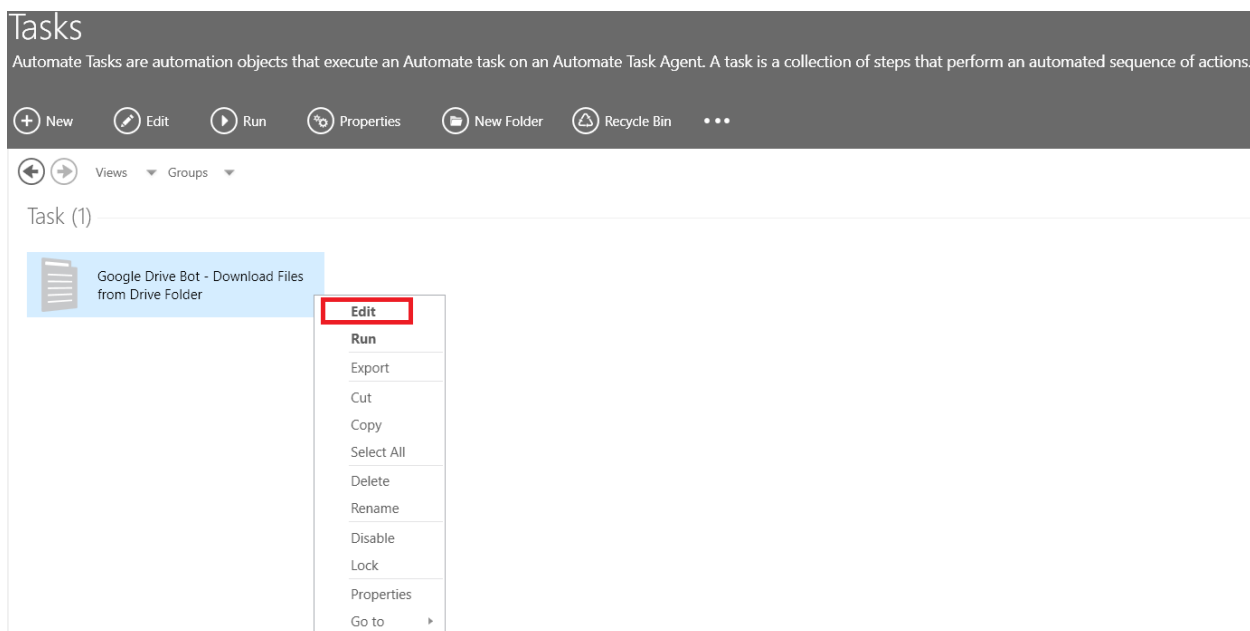 Tasks
Automate Tasks are automation objects that execute an Automate task on an Automate Task Agent. A task is a collection of steps that perform an automated sequence of actions.
New Edit Run Properties New Folder Recycle Bin •••
Views Groups
Task (1)
Google Drive Bot - Download Files
from Drive Folder
Edit
Run
Export
Cut
Copy
Select All
Delete
Rename
Disable
Lock
Properties
Go to